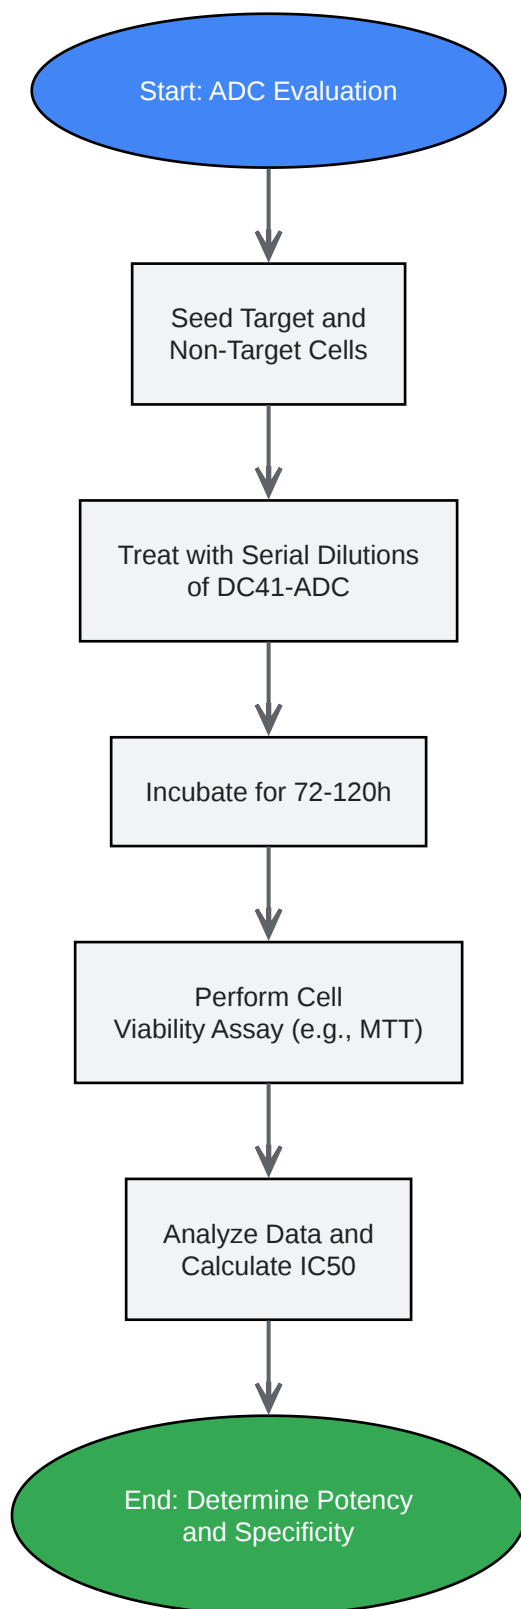 Start: ADC Evaluation
Seed Target and
Non-Target Cells
Treat with Serial Dilutions
of DC41-ADC
Incubate for 72-120h
Perform Cell
Viability Assay (e.g., MTT)
Analyze Data and
Calculate IC50
End: Determine Potency
and Specificity